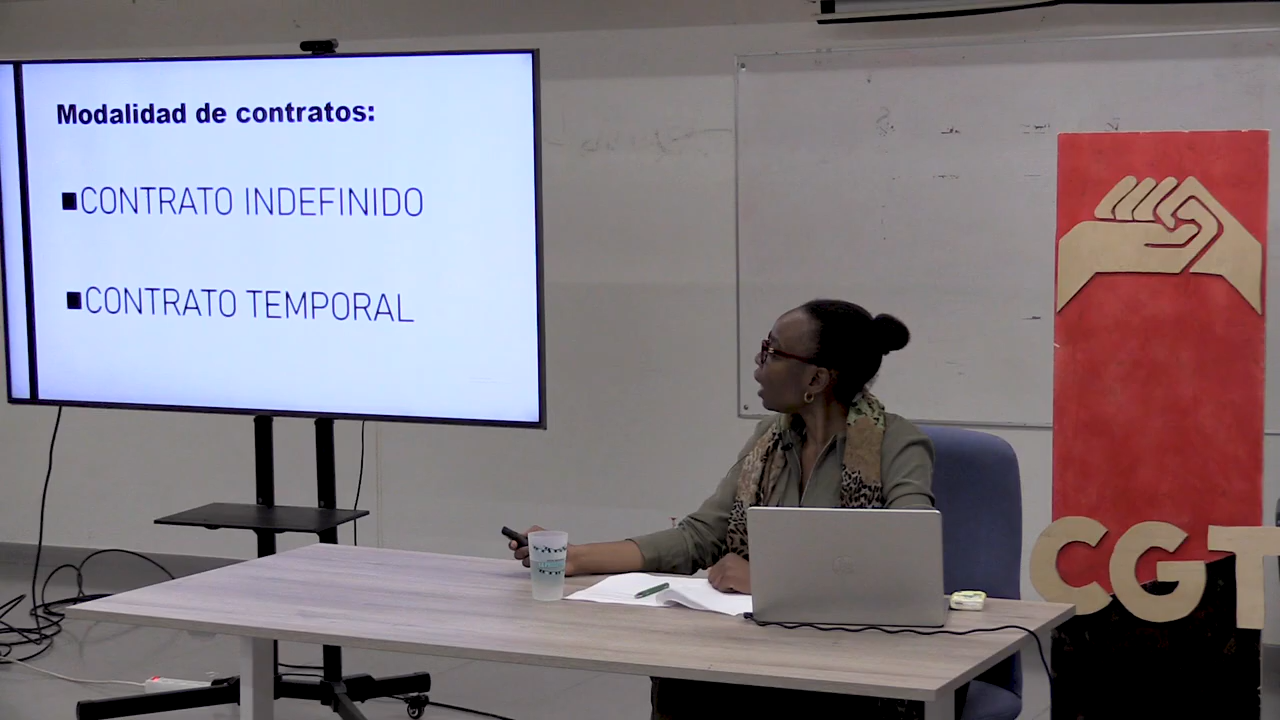 Modalidad de contratos:
■CONTRATO INDEFINIDO
■CONTRATO TEMPORAL
CGT